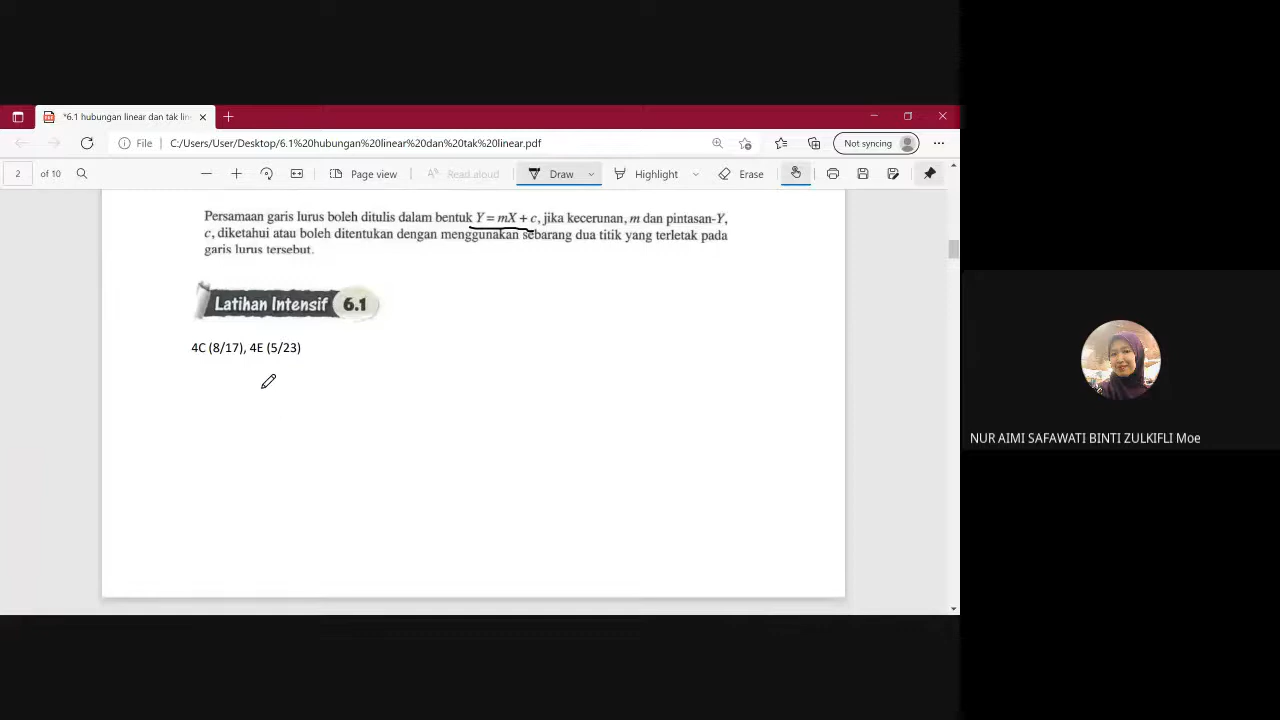 *6.1 hubungan linear dan tak line
File
C:/Users/User/Desktop/6.1%20hubungan%20linear%20dan%20tak%20linear.pdf
Not syncing
2
of 10
Page view
Read aloud
Draw
Highlight
Erase
Persamaan garis lurus boleh ditulis dalam bentuk Y = mX + c, jika kecerunan, m dan pintasan-Y,
c, diketahui atau boleh ditentukan dengan menggunakan sebarang dua titik yang terletak pada
garis lurus tersebut.
Latihan Intensif 6.1
4C (8/17), 4E (5/23)
NUR AIMI SAFAWATI BINTI ZULKIFLI Moe